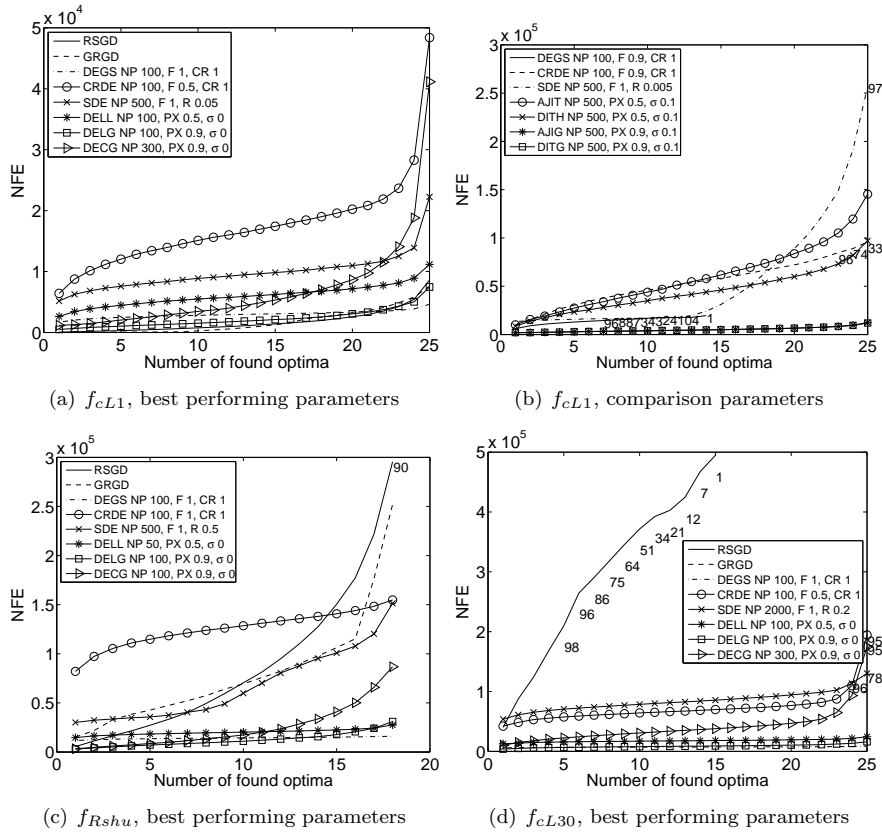 x 10⁴
5
4
3
2
1
0
NFE
RSGD
GRGD
DEGS NP 100, F 1, CR 1
CRDE NP 100, F 0.5, CR 1
SDE NP 500, F 1, R 0.05
DELL NP 100, PX 0.5, σ 0
DELG NP 100, PX 0.9, σ 0
DECG NP 300, PX 0.9, σ 0
0 5 10 15 20 25
Number of found optima
(a) f_cL1, best performing parameters
x 10⁵
3
2.5
2
1.5
1
0.5
0
NFE
DEGS NP 100, F 0.9, CR 1
CRDE NP 100, F 0.9, CR 1
SDE NP 500, F 1, R 0.005
AJIT NP 500, PX 0.5, σ 0.1
DITH NP 500, PX 0.5, σ 0.1
AJIG NP 500, PX 0.9, σ 0.1
DITG NP 500, PX 0.9, σ 0.1
97
96 74 33
9688734324104 1
0 5 10 15 20 25
Number of found optima
(b) f_cL1, comparison parameters
x 10⁵
3
2.5
2
1.5
1
0.5
0
NFE
RSGD
GRGD
DEGS NP 100, F 1, CR 1
CRDE NP 100, F 1, CR 1
SDE NP 500, F 1, R 0.5
DELL NP 50, PX 0.5, σ 0
DELG NP 100, PX 0.9, σ 0
DECG NP 100, PX 0.9, σ 0
90
0 5 10 15 20
Number of found optima
(c) f_Rshu, best performing parameters
x 10⁵
5
4
3
2
1
0
NFE
1
7
12
21
34
51
64
75
86
96
98
RSGD
GRGD
DEGS NP 100, F 1, CR 1
CRDE NP 100, F 0.5, CR 1
SDE NP 2000, F 1, R 0.2
DELL NP 100, PX 0.5, σ 0
DELG NP 100, PX 0.9, σ 0
DECG NP 300, PX 0.9, σ 0
95
95
78
96
0 5 10 15 20 25
Number of found optima
(d) f_cL30, best performing parameters